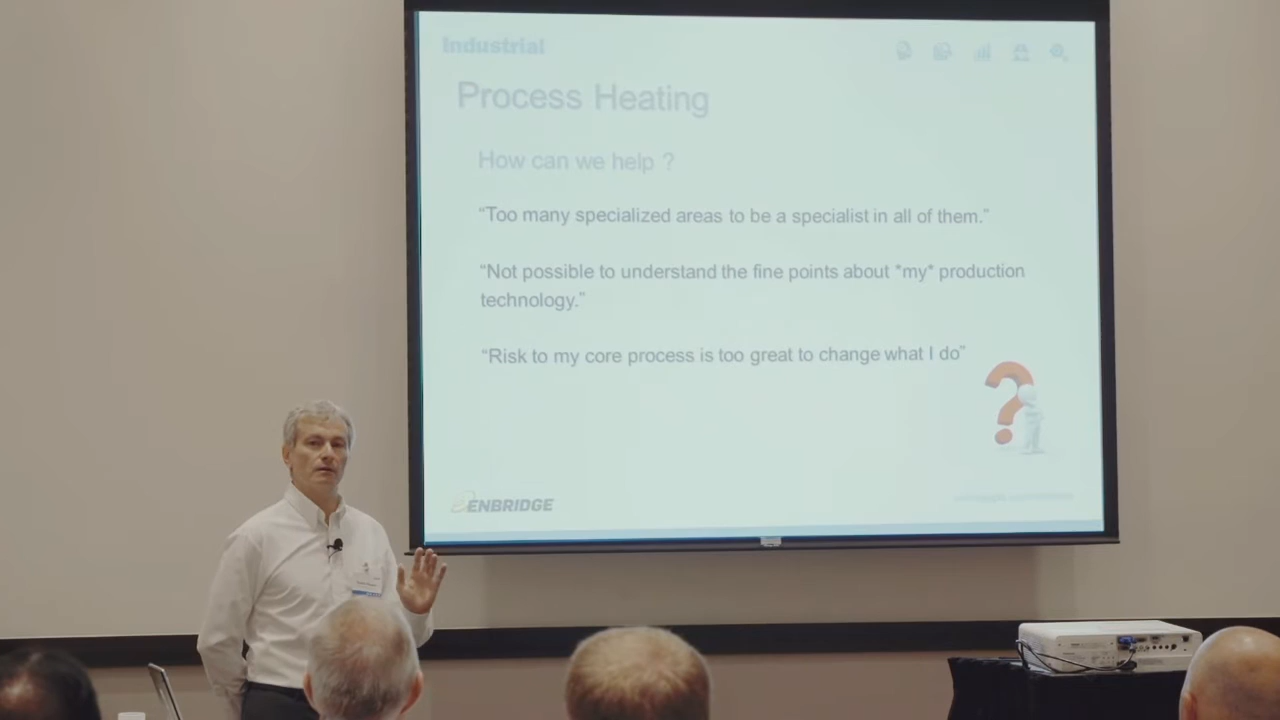 Industrial
Process Heating
How can we help ?
“Too many specialized areas to be a specialist in all of them.”
“Not possible to understand the fine points about *my* production
technology.”
“Risk to my core process is too great to change what I do”
?
ENBRIDGE